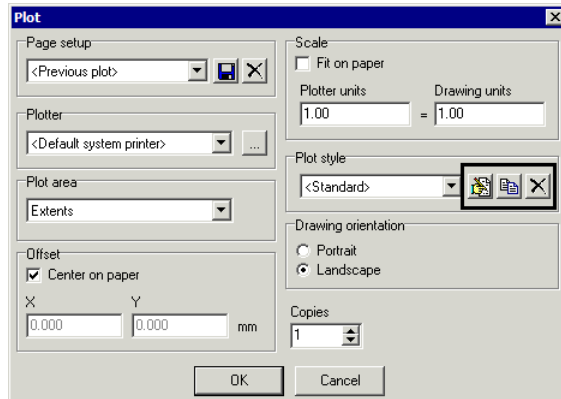 Plot
Page setup
<Previous plot>
Plotter
<Default system printer>
...
Plot area
Extents
Offset
Center on paper
X Y
0.000 0.000 mm
Scale
Fit on paper
Plotter units Drawing units
1.00 = 1.00
Plot style
<Standard>
Drawing orientation
Portrait
Landscape
Copies
1
OK Cancel